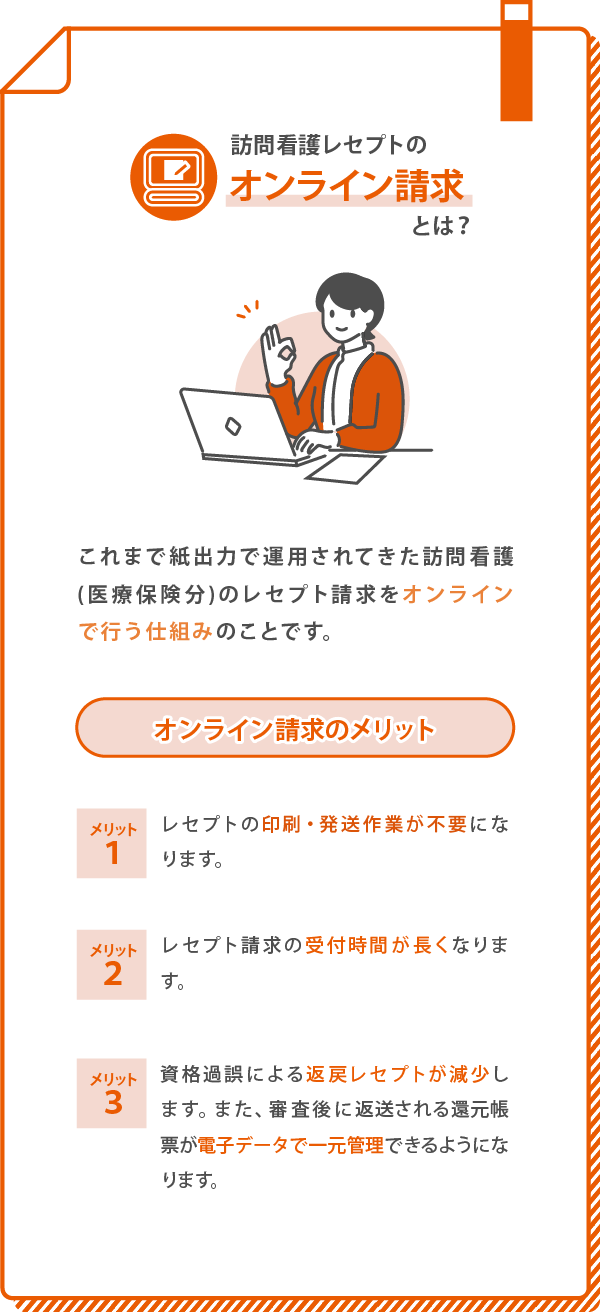 訪問看護レセプトの
オンライン請求
とは？
これまで紙出力で運用されてきた訪問看護
(医療保険分)のレセプト請求をオンライン
で行う仕組みのことです。
オンライン請求のメリット
メリット
1
レセプトの印刷・発送作業が不要にな
ります。
メリット
2
レセプト請求の受付時間が長くなりま
す。
メリット
3
資格過誤による返戻レセプトが減少し
ます。また、審査後に返送される還元帳
票が電子データで一元管理できるようにな
ります。